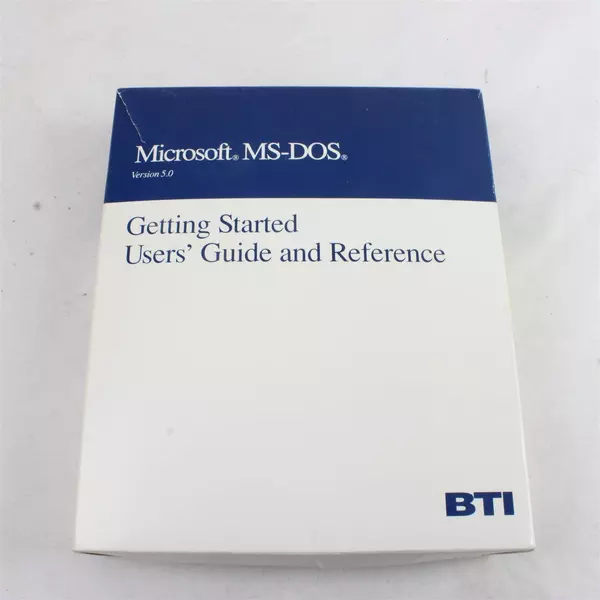 Microsoft® MS-DOS®
Version 5.0
Getting Started
Users' Guide and Reference
BTI